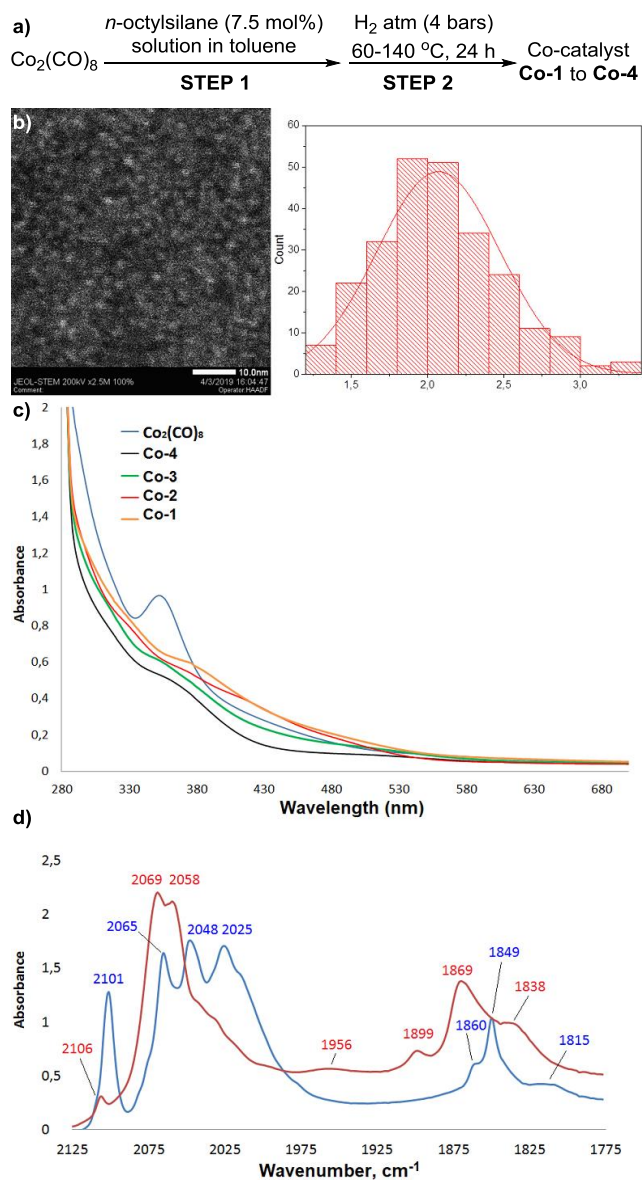 a)
n-octylsilane (7.5 mol%)
solution in toluene
H₂ atm (4 bars)
60-140 °C, 24 h
Co₂(CO)₈
STEP 1
STEP 2
Co-catalyst
Co-1 to Co-4
b)
10.0nm
JEOL-STEM 200kV x2.5M 100%
4/3/2019 16:04:47
Comment:
Operator:HAADF
60
50
40
30
20
10
0
Count
1,5
2,0
2,5
3,0
c)
2
1,8
1,6
1,4
1,2
1
0,8
0,6
0,4
0,2
0
Absorbance
Co₂(CO)₈
Co-4
Co-3
Co-2
Co-1
280
330
380
430
480
530
580
630
680
Wavelength (nm)
d)
2,5
2
1,5
1
0,5
0
Absorbance
2069 2058
2065
2048 2025
2101
2106
1956
1899
1869
1860
1849
1838
1815
2125
2075
2025
1975
1925
1875
1825
1775
Wavenumber, cm⁻¹